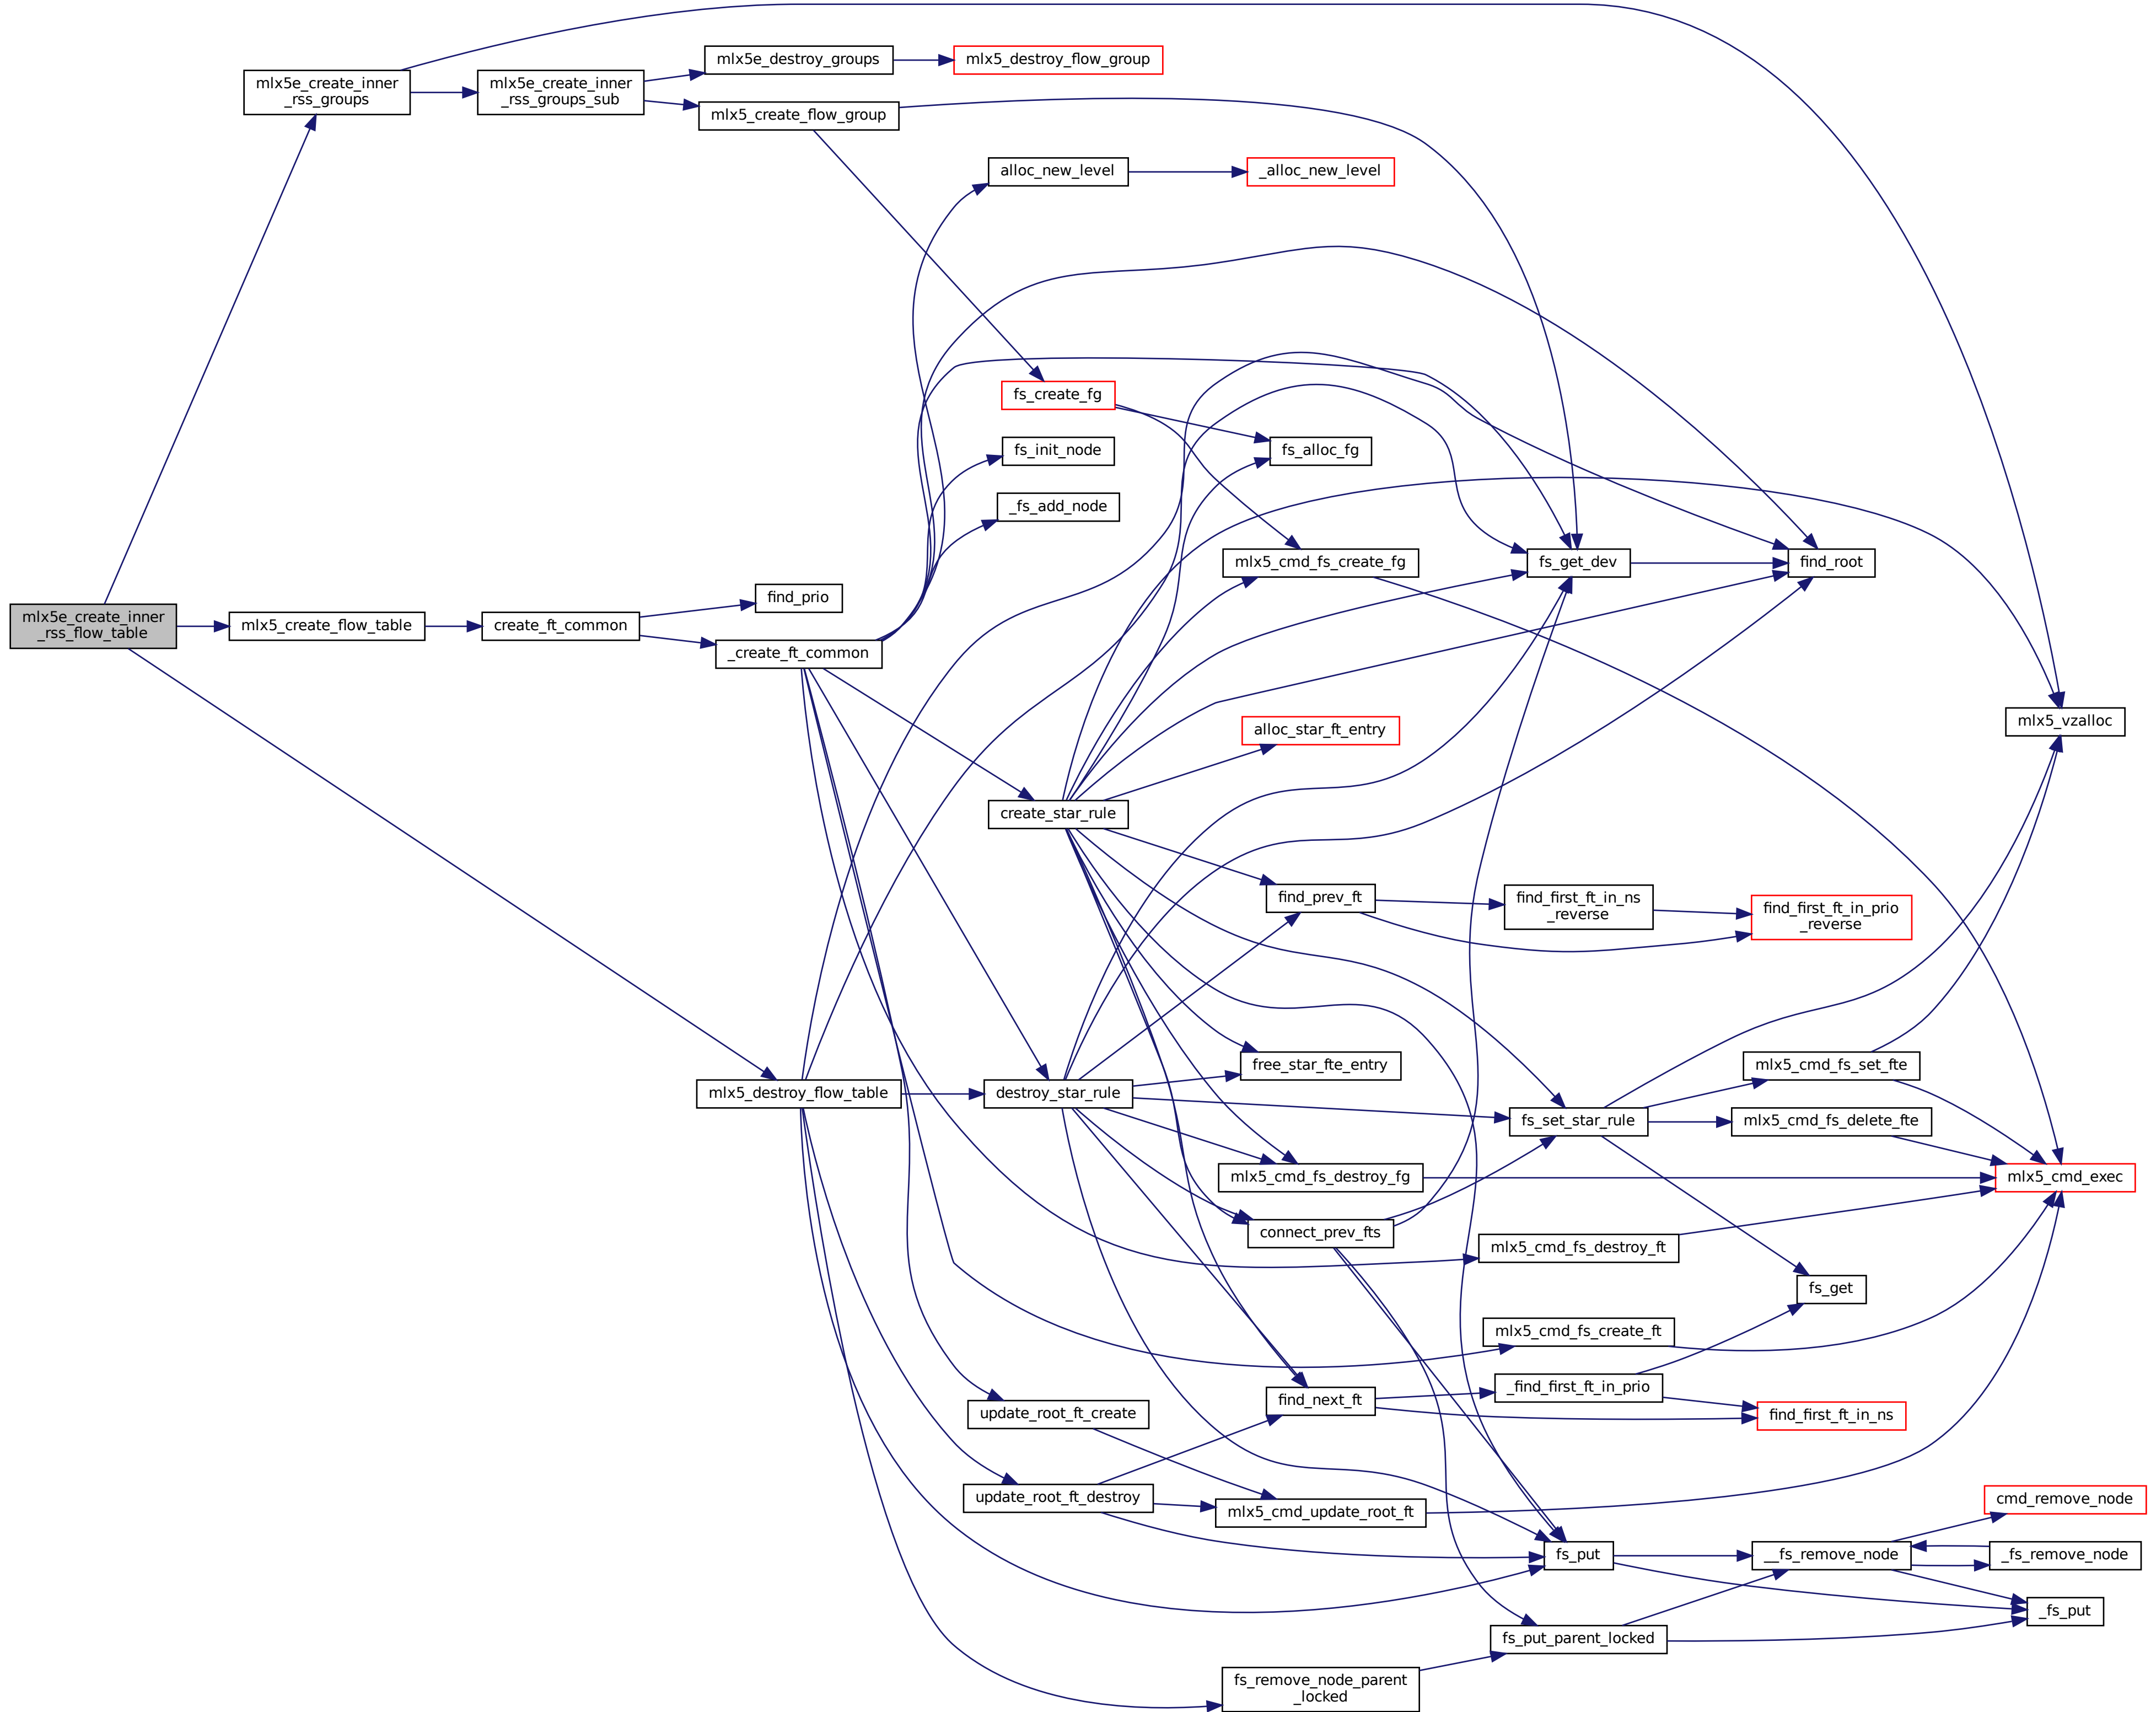 mlx5e_create_inner
_rss_flow_table
mlx5e_create_inner
_rss_groups
mlx5_create_flow_table
mlx5e_create_inner
_rss_groups_sub
create_ft_common
mlx5e_destroy_groups
mlx5_create_flow_group
find_prio
_create_ft_common
mlx5_destroy_flow_table
mlx5_destroy_flow_group
alloc_new_level
fs_create_fg
fs_init_node
_fs_add_node
create_star_rule
destroy_star_rule
update_root_ft_create
update_root_ft_destroy
_alloc_new_level
fs_alloc_fg
mlx5_cmd_fs_create_fg
alloc_star_ft_entry
find_prev_ft
free_star_fte_entry
mlx5_cmd_fs_destroy_fg
connect_prev_fts
find_next_ft
mlx5_cmd_update_root_ft
fs_remove_node_parent
_locked
fs_get_dev
find_first_ft_in_ns
_reverse
fs_set_star_rule
mlx5_cmd_fs_destroy_ft
mlx5_cmd_fs_create_ft
_find_first_ft_in_prio
fs_put
fs_put_parent_locked
find_root
find_first_ft_in_prio
_reverse
mlx5_cmd_fs_set_fte
mlx5_cmd_fs_delete_fte
fs_get
find_first_ft_in_ns
__fs_remove_node
mlx5_vzalloc
mlx5_cmd_exec
cmd_remove_node
_fs_remove_node
_fs_put